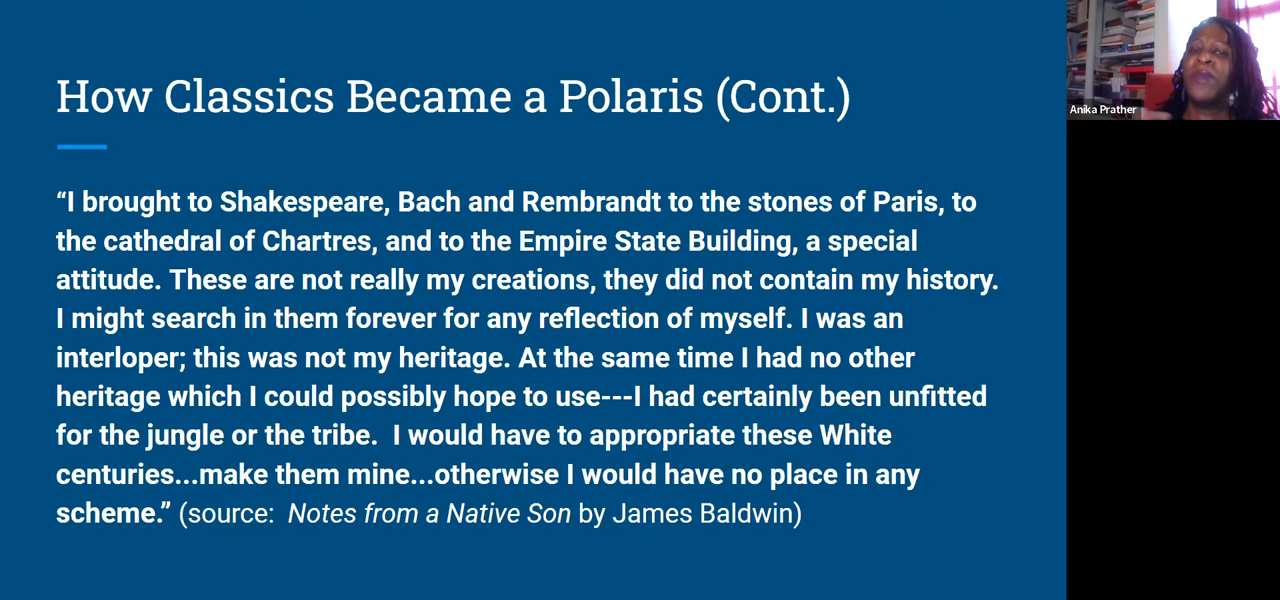 How Classics Became a Polaris (Cont.)
“I brought to Shakespeare, Bach and Rembrandt to the stones of Paris, to
the cathedral of Chartres, and to the Empire State Building, a special
attitude. These are not really my creations, they did not contain my history.
I might search in them forever for any reflection of myself. I was an
interloper; this was not my heritage. At the same time I had no other
heritage which I could possibly hope to use---I had certainly been unfitted
for the jungle or the tribe.  I would have to appropriate these White
centuries...make them mine...otherwise I would have no place in any
scheme.” (source:  Notes from a Native Son by James Baldwin)
Anika Prather